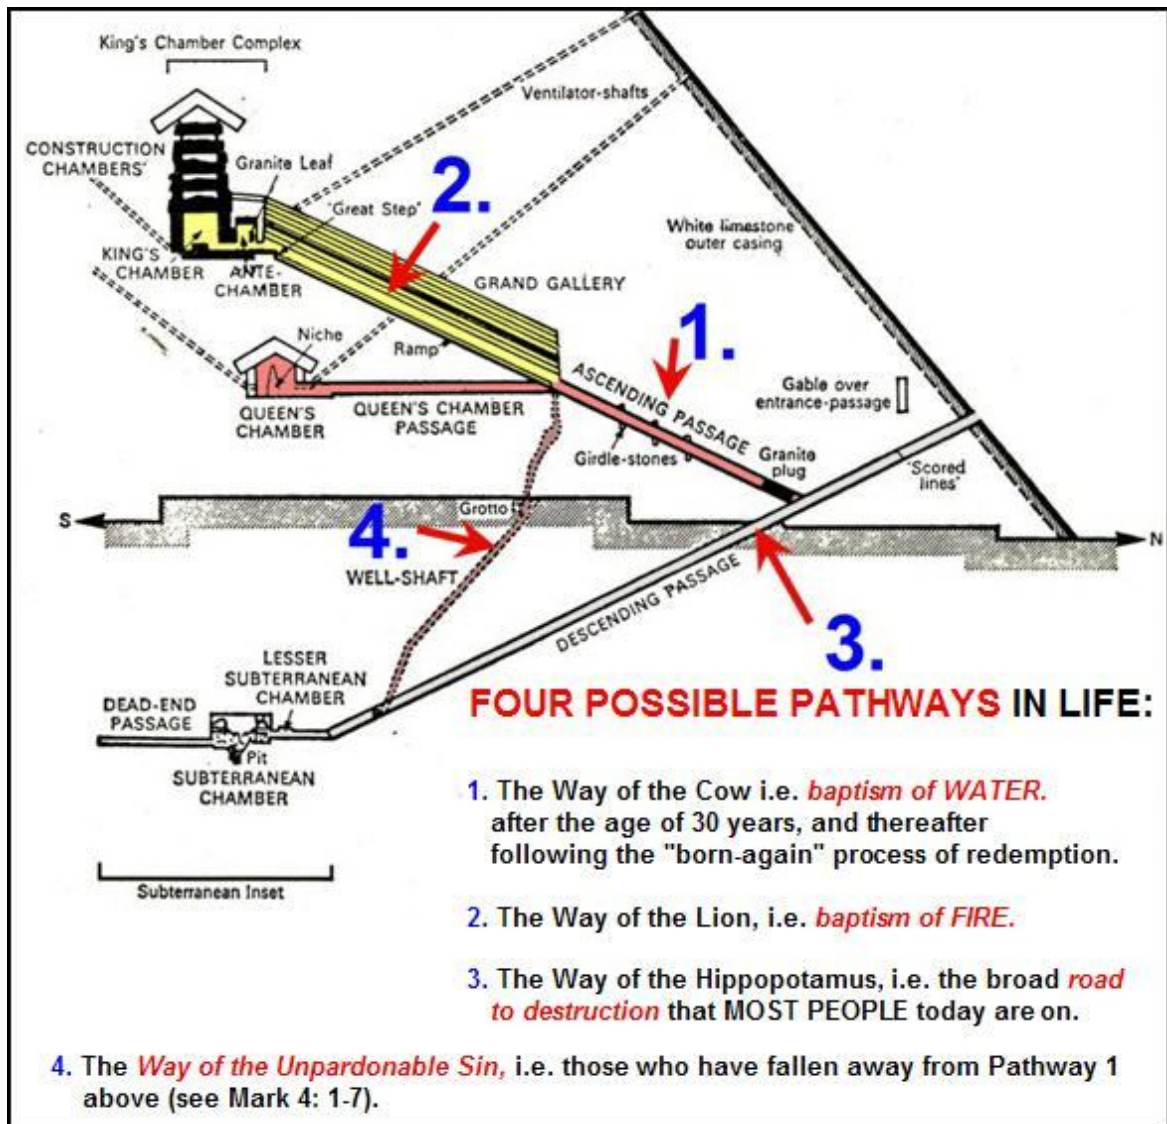 King's Chamber Complex
Ventilator-shafts
CONSTRUCTION
CHAMBERS'
Granite Leaf
2.
'Great Step'
White limestone
outer casing
KING'S
CHAMBER
ANTE-
CHAMBER
GRAND GALLERY
1.
Niche
Ramp
ASCENDING PASSAGE
Gable over
entrance-passage
QUEEN'S
CHAMBER
QUEEN'S CHAMBER
PASSAGE
Girdle-stones
Granite
plug
'Scored
lines'
Grotto
S
N
4.
WELL-SHAFT
DESCENDING PASSAGE
3.
LESSER
SUBTERRANEAN
CHAMBER
DEAD-END
PASSAGE
Pit
SUBTERRANEAN
CHAMBER
Subterranean Inset
FOUR POSSIBLE PATHWAYS IN LIFE:
1. The Way of the Cow i.e. baptism of WATER.
after the age of 30 years, and thereafter
following the "born-again" process of redemption.
2. The Way of the Lion, i.e. baptism of FIRE.
3. The Way of the Hippopotamus, i.e. the broad road
to destruction that MOST PEOPLE today are on.
4. The Way of the Unpardonable Sin, i.e. those who have fallen away from Pathway 1
above (see Mark 4: 1-7).